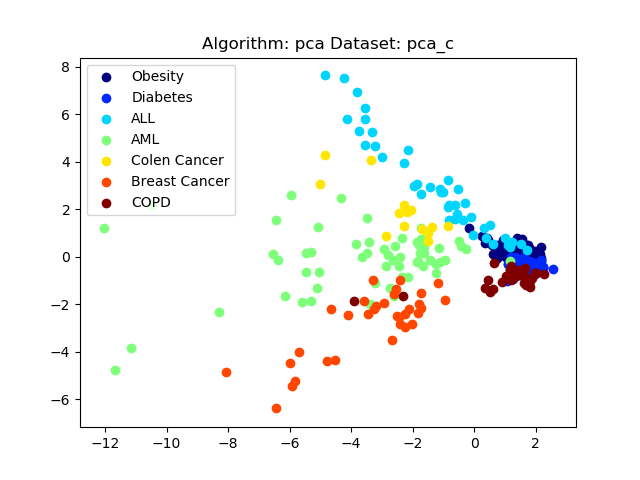 Algorithm: pca Dataset: pca_c
8
6
4
2
0
−2
−4
−6
Obesity
Diabetes
ALL
AML
Colen Cancer
Breast Cancer
COPD
−12 −10 −8 −6 −4 −2 0 2